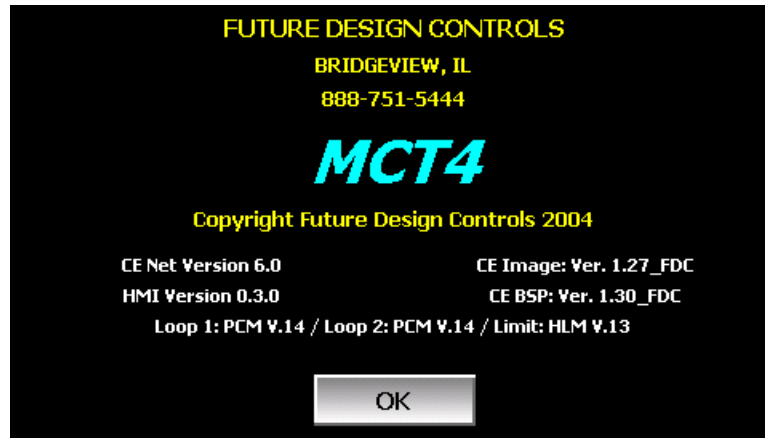 FUTURE DESIGN CONTROLS
BRIDGEVIEW, IL
888-751-5444
MCT4
Copyright Future Design Controls 2004
CE Net Version 6.0
CE Image: Ver. 1.27_FDC
HMI Version 0.3.0
CE BSP: Ver. 1.30_FDC
Loop 1: PCM V.14 / Loop 2: PCM V.14 / Limit: HLM V.13
OK